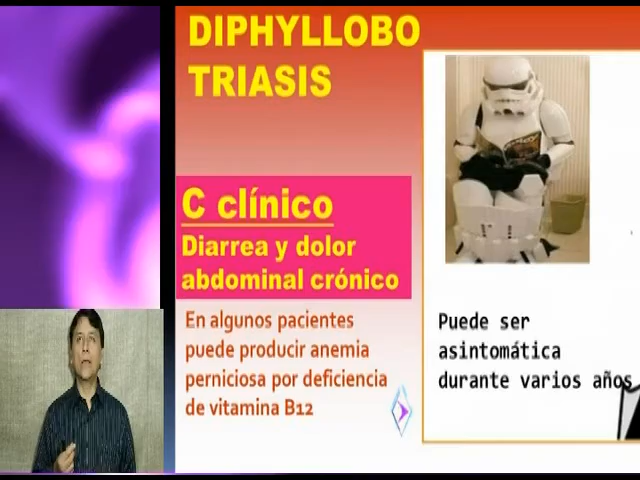 DIPHYLLOBO
TRIASIS
C clínico
Diarrea y dolor
abdominal crónico
En algunos pacientes
puede producir anemia
perniciosa por deficiencia
de vitamina B12
Puede ser
asintomática
durante varios años